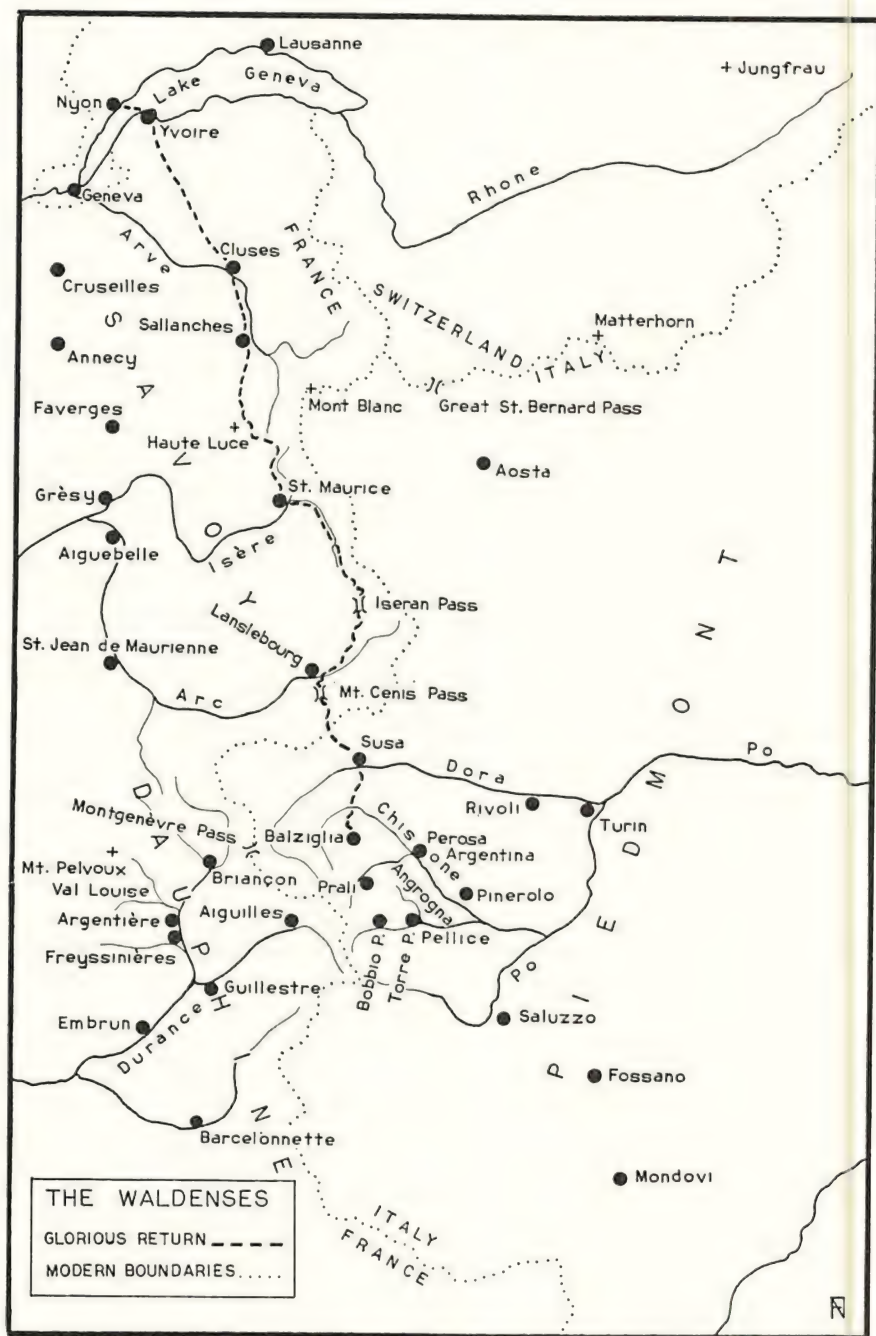 Lausanne
+ Jungfrau
Lake Geneva
Nyon
Yvoire
Rhone
Geneva
Arve
Cluses
FRANCE
Cruseilles
SWITZERLAND
Sallanches
Matterhorn
ITALY
Annecy
Mont Blanc
Great St. Bernard Pass
Faverges
Haute Luce
Aosta
SAVOY
St. Maurice
Grèsy
Isère
Aiguebelle
Iseran Pass
Lanslebourg
St. Jean de Maurienne
Arc
Mt. Cenis Pass
PIEDMONT
Susa
Po
Dora
Rivoli
Turin
Montgenèvre Pass
Balziglia
Chisone
Perosa
Argentina
Mt. Pelvoux
Val Louise
Briançon
Prali
Angrogna
Pinerolo
Argentière
Aiguilles
Pellice
Freyssinières
Bobbio P.
Torre P.
Po
Guillestre
DAUPHINE
Embrun
Durance
Saluzzo
Fossano
Barcelonnette
Mondovi
ITALY
FRANCE
THE WALDENSES
GLORIOUS RETURN
MODERN BOUNDARIES